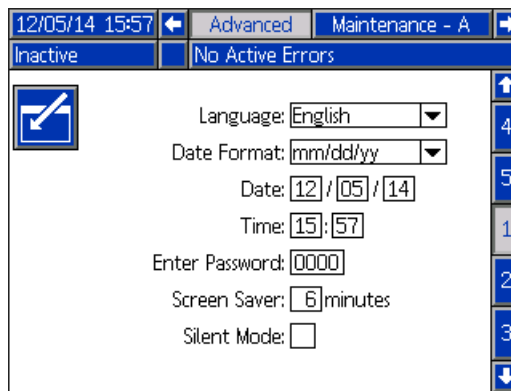 12/05/14 15:57 Advanced Maintenance - A
Inactive No Active Errors
Language: English
Date Format: mm/dd/yy
Date: 12 / 05 / 14
Time: 15 : 57
Enter Password: 0000
Screen Saver: 6 minutes
Silent Mode:
4
5
1
2
3